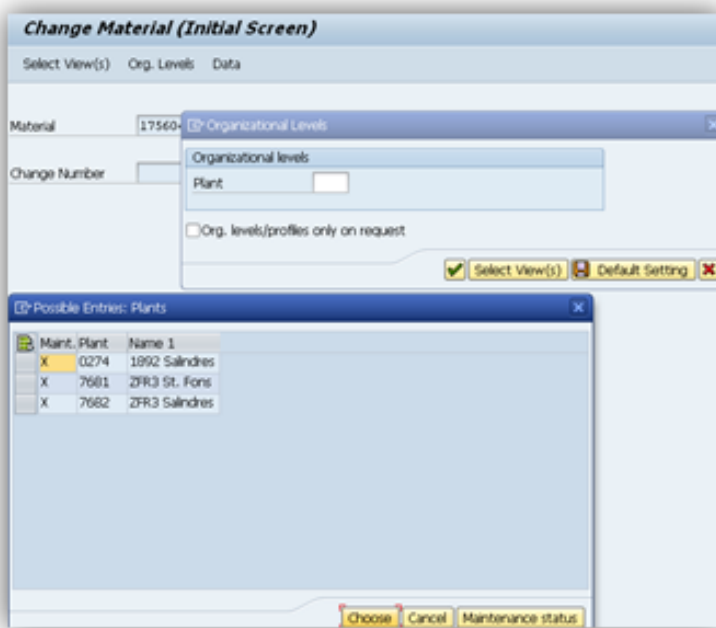 Change Material (Initial Screen)
Select View(s) Org. Levels Data
Material 17560
Organizational Levels
Organizational levels
Change Number
Plant
Org. levels/profiles only on request
Select View(s) Default Setting
Possible Entries: Plants
Maint. Plant Name 1
X 0274 1892 Salindres
X 7681 ZFR3 St. Fons
X 7682 ZFR3 Salindres
Choose Cancel Maintenance status